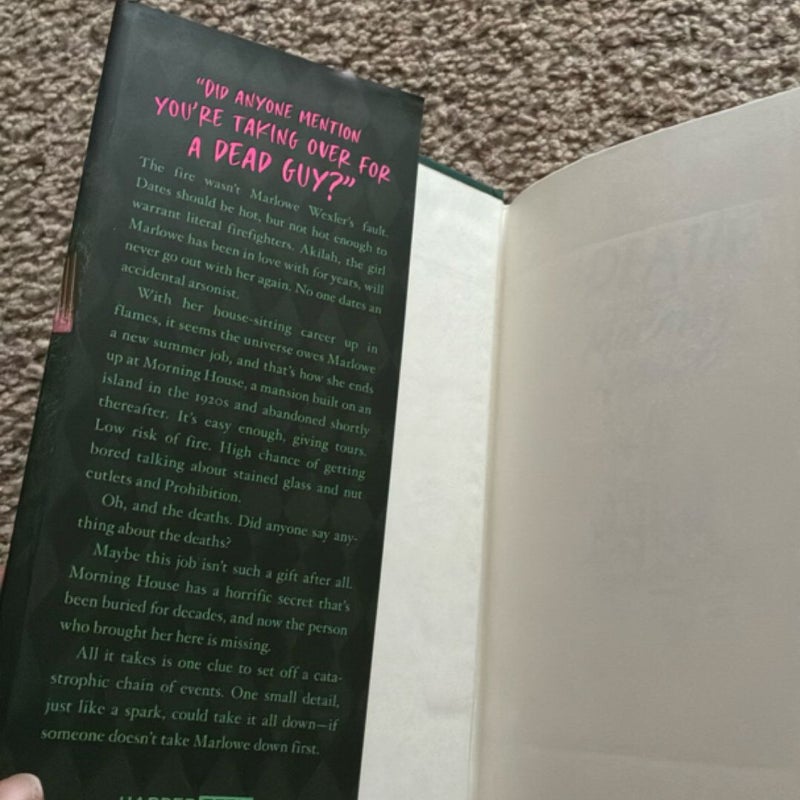 "DID ANYONE MENTION
YOU'RE TAKING OVER FOR
A DEAD GUY?"
The fire wasn't Marlowe Wexler's fault.
Dates should be hot, but not hot enough to
warrant literal firefighters. Akilah, the girl
Marlowe has been in love with for years, will
never go out with her again. No one dates an
accidental arsonist.
With her house-sitting career up in
flames, it seems the universe owes Marlowe
a new summer job, and that's how she ends
up at Morning House, a mansion built on an
island in the 1920s and abandoned shortly
thereafter. It's easy enough, giving tours.
Low risk of fire. High chance of getting
bored talking about stained glass and nut
cutlets and Prohibition.
Oh, and the deaths. Did anyone say any-
thing about the deaths?
Maybe this job isn't such a gift after all.
Morning House has a horrific secret that's
been buried for decades, and now the person
who brought her here is missing.
All it takes is one clue to set off a cata-
strophic chain of events. One small detail,
just like a spark, could take it all down—if
someone doesn't take Marlowe down first.
HARPER